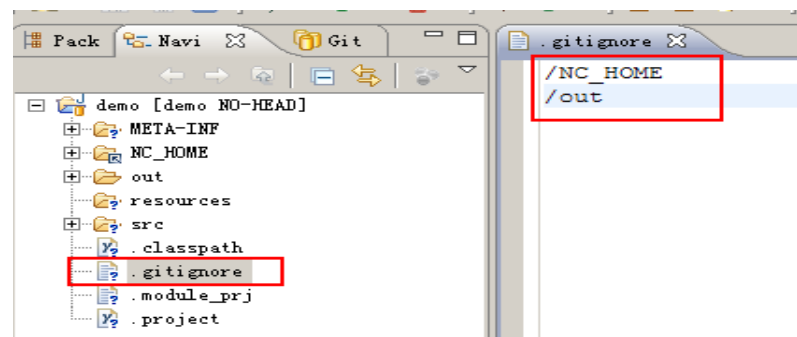 Pack Navi Git
demo [demo NO-HEAD]
META-INF
NC_HOME
out
resources
src
.classpath
.gitignore
.module_prj
.project
.gitignore
/NC_HOME
/out